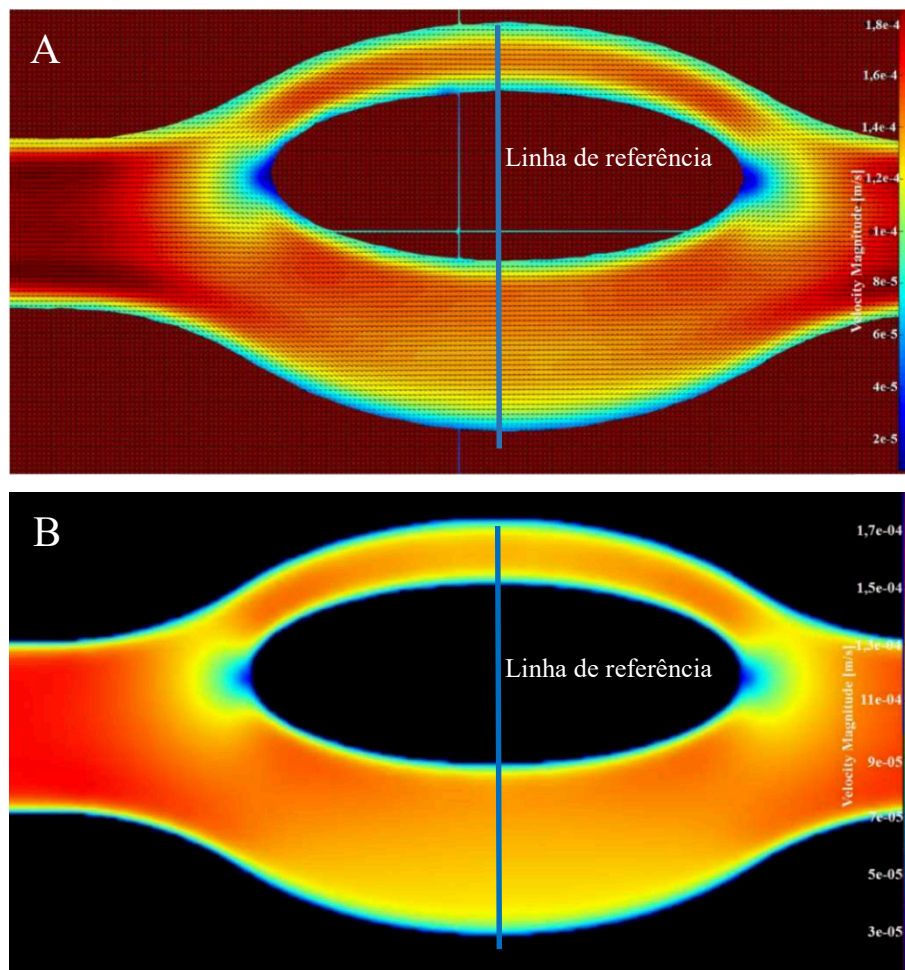 A
Linha de referência
Velocity Magnitude [m/s]
1,8e-4
1,6e-4
1,4e-4
1,2e-4
1e-4
8e-5
6e-5
4e-5
2e-5
B
Linha de referência
Velocity Magnitude [m/s]
1,7e-04
1,5e-04
1,3e-04
11e-04
9e-05
7e-05
5e-05
3e-05